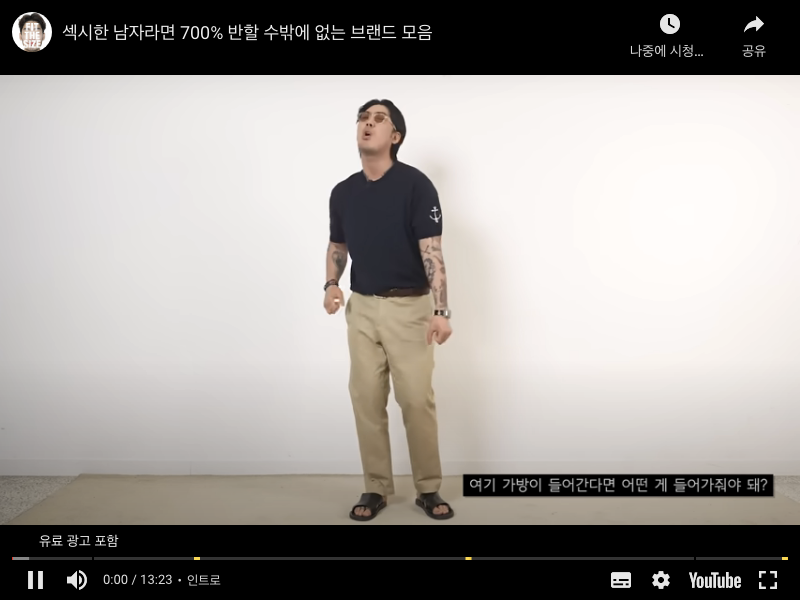 FIT
THE
SIZE
섹시한 남자라면 700% 반할 수밖에 없는 브랜드 모음
나중에 시청...
공유
여기 가방이 들어간다면 어떤 게 들어가줘야 돼?
유료 광고 포함
0:00 / 13:23 • 인트로
YouTube